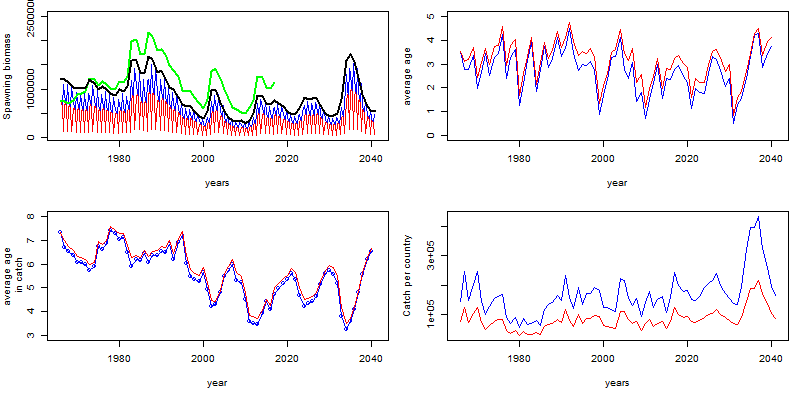 Spawning biomass
0
1000000
2500000
1980
2000
2020
2040
years
average age
0
1
2
3
4
5
1980
2000
2020
2040
year
average age
in catch
3
4
5
6
7
8
1980
2000
2020
2040
year
Catch per country
1e+05
3e+05
1980
2000
2020
2040
years